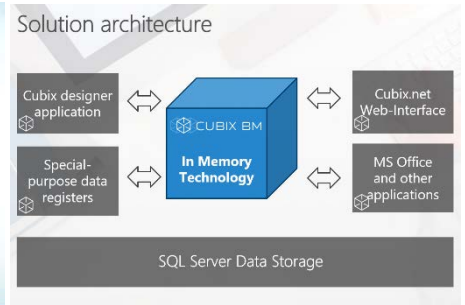 Solution architecture
Cubix designer
application
Special-
purpose data
registers
CUBIX BM
In Memory
Technology
Cubix.net
Web-Interface
MS Office
and other
applications
SQL Server Data Storage